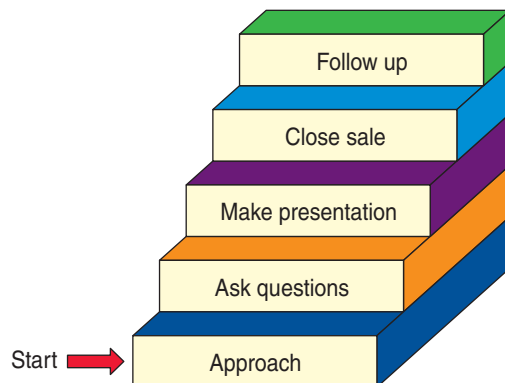 Follow up
Close sale
Make presentation
Ask questions
Start
Approach